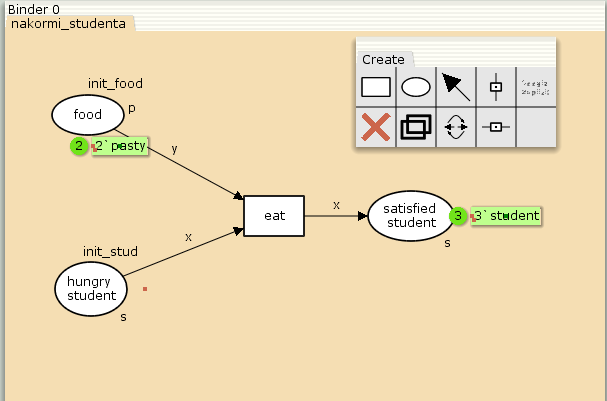 Binder 0
nakormi_studenta
Create
init_food
food
p
2
2`pasty
y
eat
x
satisfied
student
3
3`student
s
x
init_stud
hungry
student
s